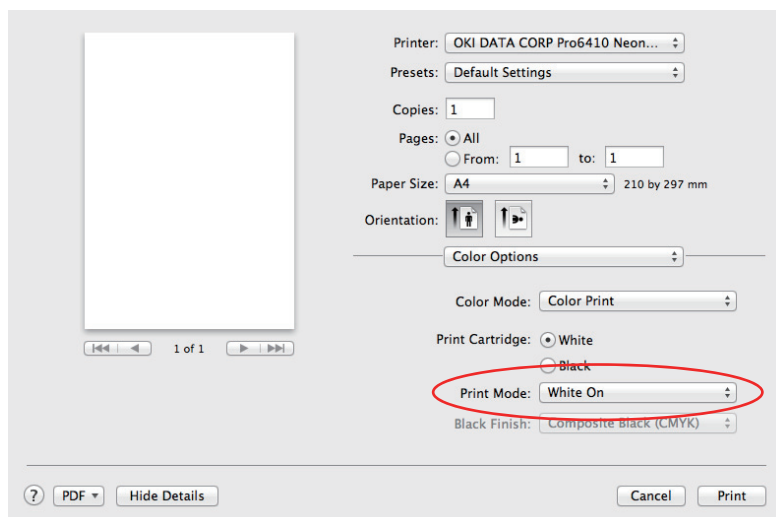 Printer: OKI DATA CORP Pro6410 Neon...
Presets: Default Settings
Copies: 1
Pages: All
From: 1 to: 1
Paper Size: A4 210 by 297 mm
Orientation:
Color Options
Color Mode: Color Print
Print Cartridge: White
Black
1 of 1
Print Mode: White On
Black Finish: Composite Black (CMYK)
? PDF Hide Details Cancel Print